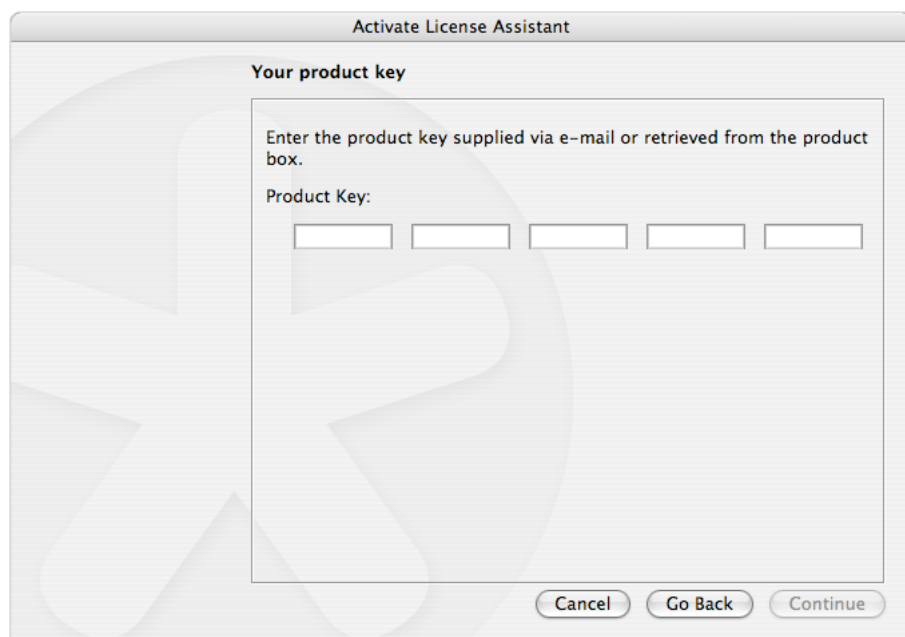 Activate License Assistant
Your product key
Enter the product key supplied via e-mail or retrieved from the product
box.
Product Key:
Cancel Go Back Continue